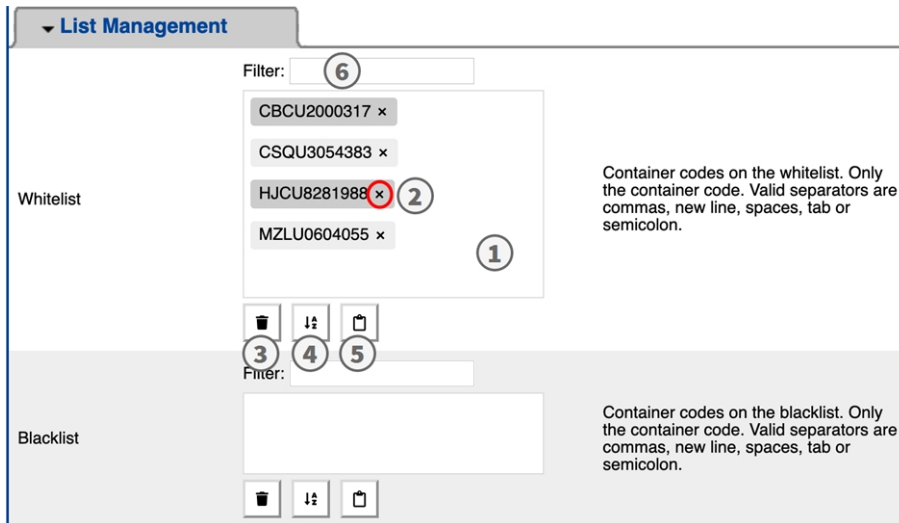 List Management
Filter: 6
CBCU2000317 ×
CSQU3054383 ×
HJCU8281988 × 2
MZLU0604055 ×
1
Whitelist
Container codes on the whitelist. Only
the container code. Valid separators are
commas, new line, spaces, tab or
semicolon.
3 4 5
Filter:
Blacklist
Container codes on the blacklist. Only
the container code. Valid separators are
commas, new line, spaces, tab or
semicolon.